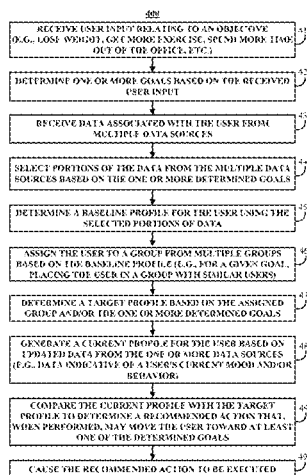 400
RECEIVE USER INPUT RELATING TO AN OBJECTIVE
(E.G., LOSE WEIGHT, GET MORE EXERCISE, SPEND MORE TIME
OUT OF THE OFFICE, ETC.)
DETERMINE ONE OR MORE GOALS BASED ON THE RECEIVED
USER INPUT
RECEIVE DATA ASSOCIATED WITH THE USER FROM
MULTIPLE DATA SOURCES
SELECT PORTIONS OF THE DATA FROM THE MULTIPLE DATA
SOURCES BASED ON THE ONE OR MORE DETERMINED GOALS
DETERMINE A BASELINE PROFILE FOR THE USER USING THE
SELECTED PORTIONS OF DATA
ASSIGN THE USER TO A GROUP FROM MULTIPLE GROUPS
BASED ON THE BASELINE PROFILE (E.G., FOR A GIVEN GOAL,
PLACING THE USER IN A GROUP WITH SIMILAR USERS)
DETERMINE A TARGET PROFILE BASED ON THE ASSIGNED
GROUP AND/OR THE ONE OR MORE DETERMINED GOALS
GENERATE A CURRENT PROFILE FOR THE USER BASED ON
UPDATED DATA FROM THE ONE OR MORE DATA SOURCES
(E.G., DATA INDICATIVE OF A USER'S CURRENT MOOD AND/OR
BEHAVIOR)
COMPARE THE CURRENT PROFILE WITH THE TARGET
PROFILE TO DETERMINE A RECOMMENDED ACTION THAT,
WHEN PERFORMED, MAY MOVE THE USER TOWARD AT LEAST
ONE OF THE DETERMINED GOALS
CAUSE THE RECOMMENDED ACTION TO BE EXECUTED